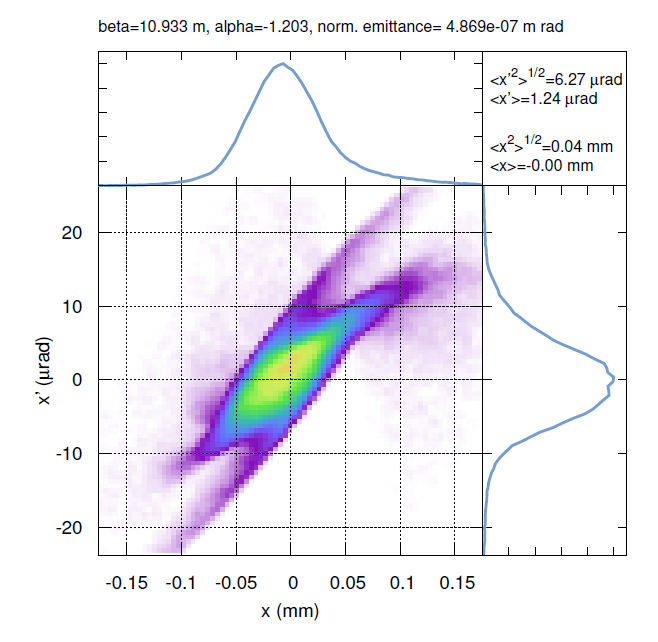 beta=10.933 m, alpha=-1.203, norm. emittance= 4.869e-07 m rad
<x'²>^1/2=6.27 μrad
<x'>=1.24 μrad
<x²>^1/2=0.04 mm
<x>=-0.00 mm
20
10
0
-10
-20
x' (μrad)
-0.15 -0.1 -0.05 0 0.05 0.1 0.15
x (mm)